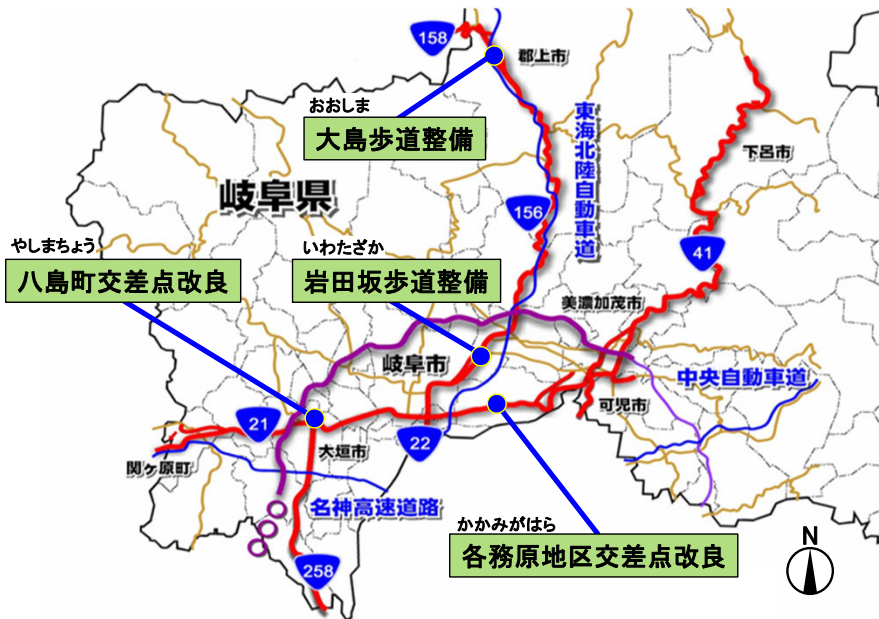 158
郡上市
おおしま
大島歩道整備
東海北陸自動車道
下呂市
岐阜県
156
41
やしまちょう
八島町交差点改良
いわたざか
岩田坂歩道整備
美濃加茂市
岐阜市
中央自動車道
21
22
可児市
大垣市
関ヶ原町
名神高速道路
かかみがはら
各務原地区交差点改良
258
N